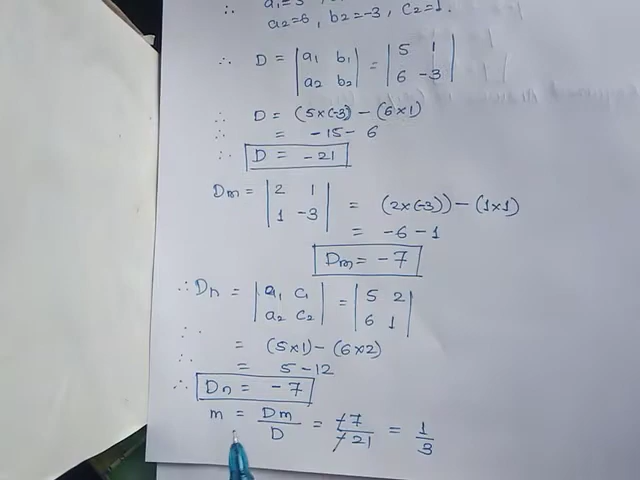 ∴ a1=5
a2=6, b2=-3, C2=1.
∴ D = |a1 b1| = |5 1|
|a2 b2| |6 -3|
∴ D = (5×(-3)) - (6×1)
∴ = -15-6
∴ D = -21
Dm = |2 1| = (2×(-3)) - (1×1)
|1 -3| = -6-1
Dm = -7
∴ Dn = |a1 c1| = |5 2|
|a2 c2| |6 1|
∴ = (5×1) - (6×2)
∴ = 5-12
∴ Dn = -7
m = Dm/D = -7/-21 = 1/3